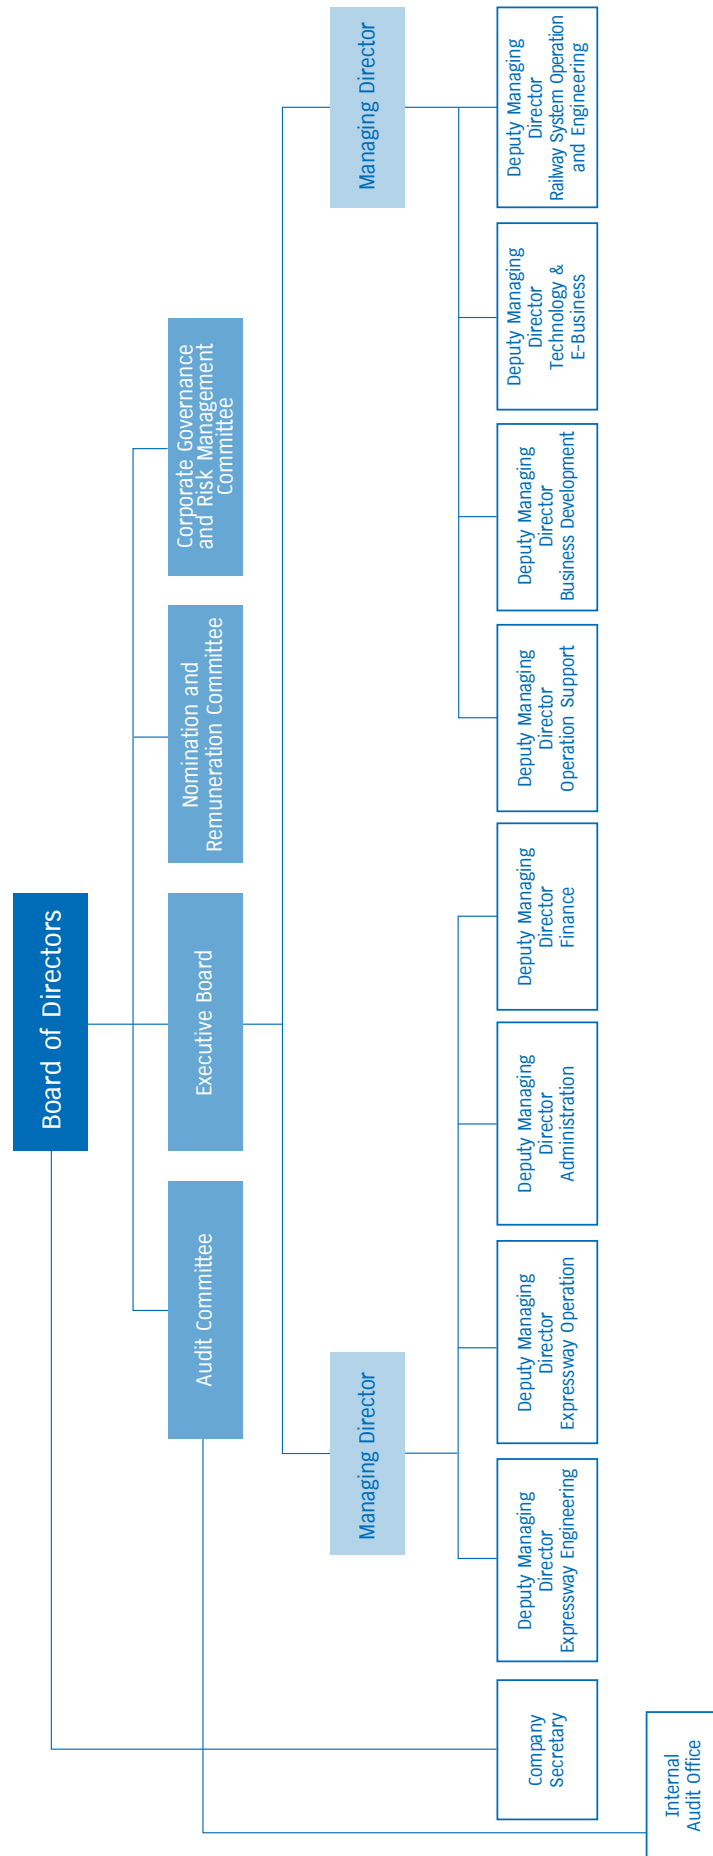 Board of Directors
Audit Committee
Executive Board
Nomination and
Remuneration Committee
Corporate Governance
and Risk Management
Committee
Managing Director
Managing Director
Company
Secretary
Deputy Managing
Director
Expressway Engineering
Deputy Managing
Director
Expressway Operation
Deputy Managing
Director
Administration
Deputy Managing
Director
Finance
Deputy Managing
Director
Operation Support
Deputy Managing
Director
Business Development
Deputy Managing
Director
Technology &
E-Business
Deputy Managing
Director
Railway System Operation
and Engineering
Internal
Audit Office